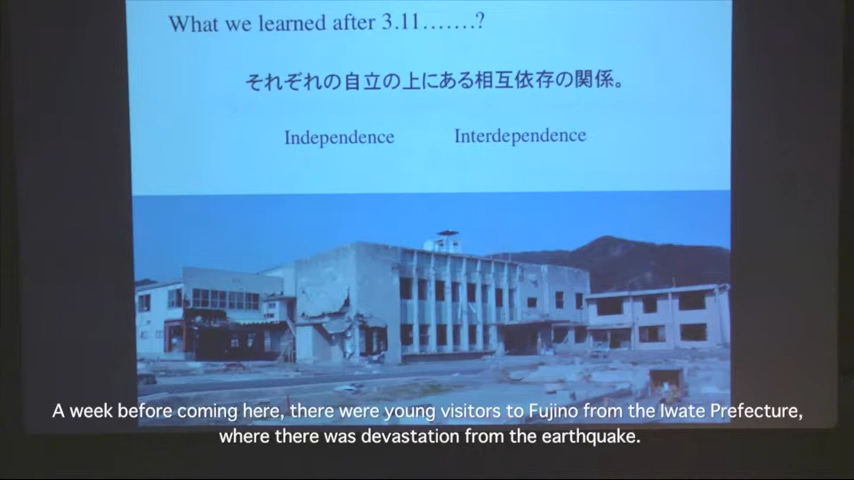 What we learned after 3.11.......?
それぞれの自立の上にある相互依存の関係。
Independence Interdependence
A week before coming here, there were young visitors to Fujino from the Iwate Prefecture,
where there was devastation from the earthquake.